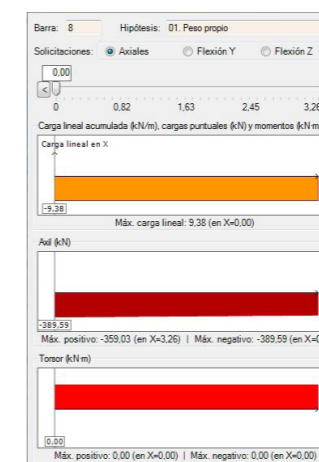 Barra: 8 Hipótesis: 01. Peso propio
Solicitaciones: Axiales Flexión Y Flexión Z
0,00
<
0 0,82 1,63 2,45 3,26
Carga lineal acumulada (kN/m), cargas puntuales (kN) y momentos (kN·m
Carga lineal en X
-9,38
Máx. carga lineal: 9,38 (en X=0,00)
Axil (kN)
-389,59
Máx. positivo: -359,03 (en X=3,26) | Máx. negativo: -389,59 (en X=0
Torsor (kN·m)
0,00
Máx. positivo: 0,00 (en X=0,00) | Máx. negativo: 0,00 (en X=0,00)